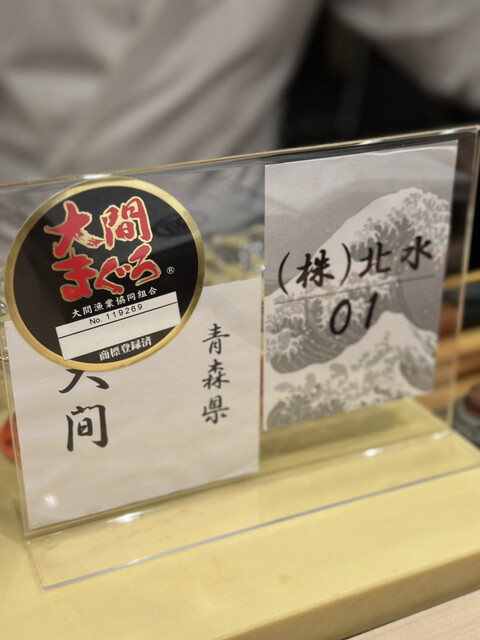 大間
まぐろ®
大間漁業協同組合
No. 119269
商標登録済
青森県
大间
(株)北水
01